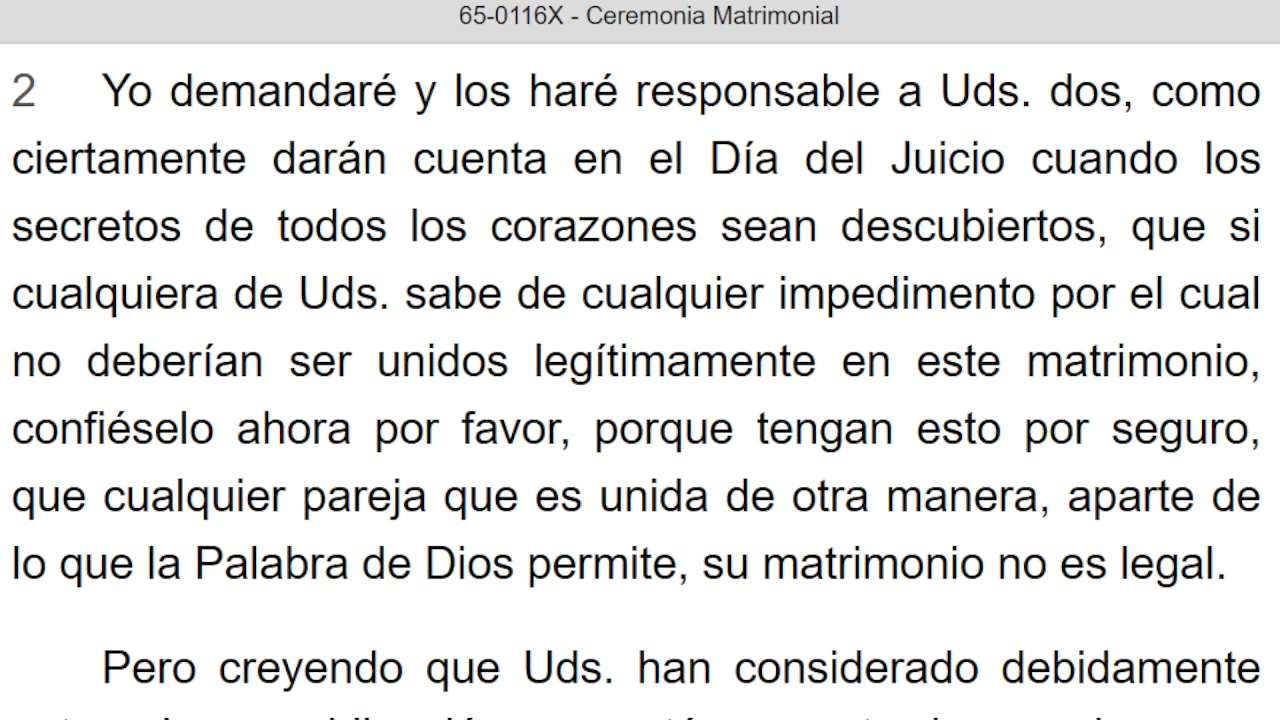 65-0116X - Ceremonia Matrimonial
2 Yo demandaré y los haré responsable a Uds. dos, como
ciertamente darán cuenta en el Día del Juicio cuando los
secretos de todos los corazones sean descubiertos, que si
cualquiera de Uds. sabe de cualquier impedimento por el cual
no deberían ser unidos legítimamente en este matrimonio,
confiéselo ahora por favor, porque tengan esto por seguro,
que cualquier pareja que es unida de otra manera, aparte de
lo que la Palabra de Dios permite, su matrimonio no es legal.
Pero creyendo que Uds. han considerado debidamente